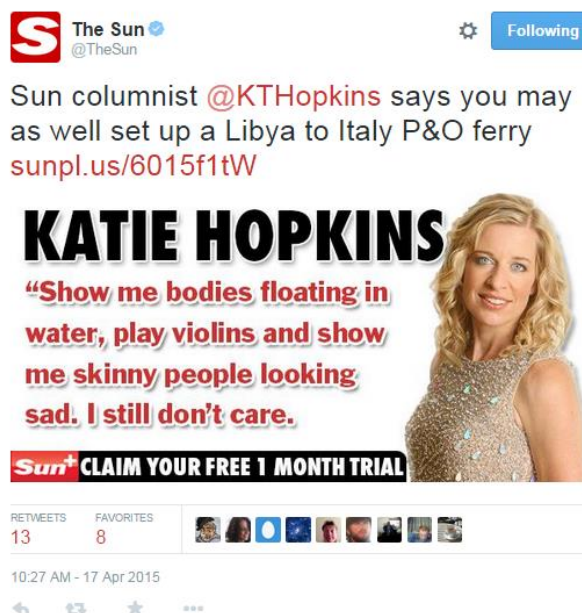 S The Sun
@TheSun
Following
Sun columnist @KTHopkins says you may
as well set up a Libya to Italy P&O ferry
sunpl.us/6015f1tW
KATIE HOPKINS
“Show me bodies floating in
water, play violins and show
me skinny people looking
sad. I still don’t care.
Sun+ CLAIM YOUR FREE 1 MONTH TRIAL
RETWEETS FAVORITES
13 8
10:27 AM - 17 Apr 2015